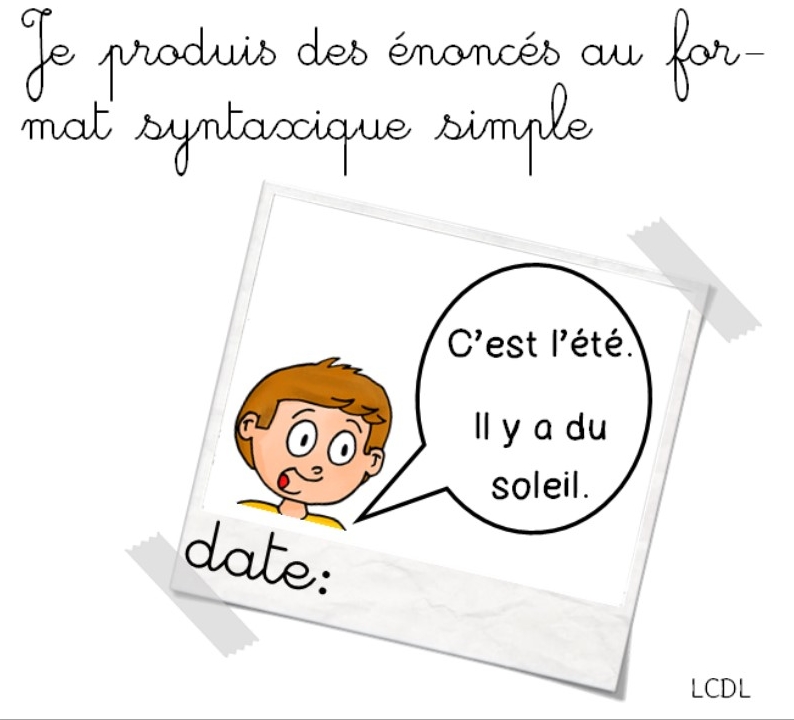 Je produis des énoncés au for-
mat syntaxique simple
C'est l'été.
Il y a du
soleil.
date:
LCDL